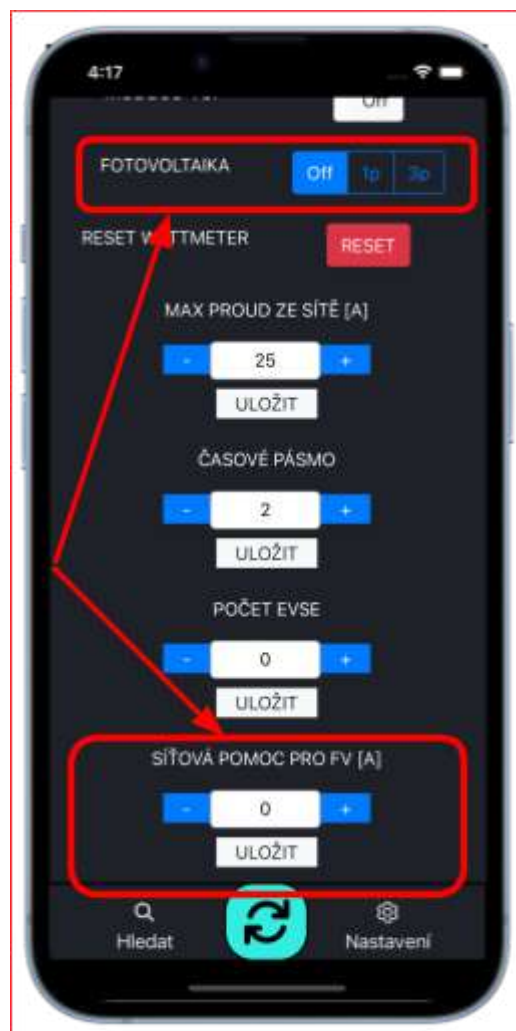 4:17
Off
FOTOVOLTAIKA Off 1p 3p
RESET WATTMETER RESET
MAX PROUD ZE SÍTĚ [A]
- 25 +
ULOŽIT
ČASOVÉ PÁSMO
- 2 +
ULOŽIT
POČET EVSE
- 0 +
ULOŽIT
SÍŤOVÁ POMOC PRO FV [A]
- 0 +
ULOŽIT
Hledat Nastavení